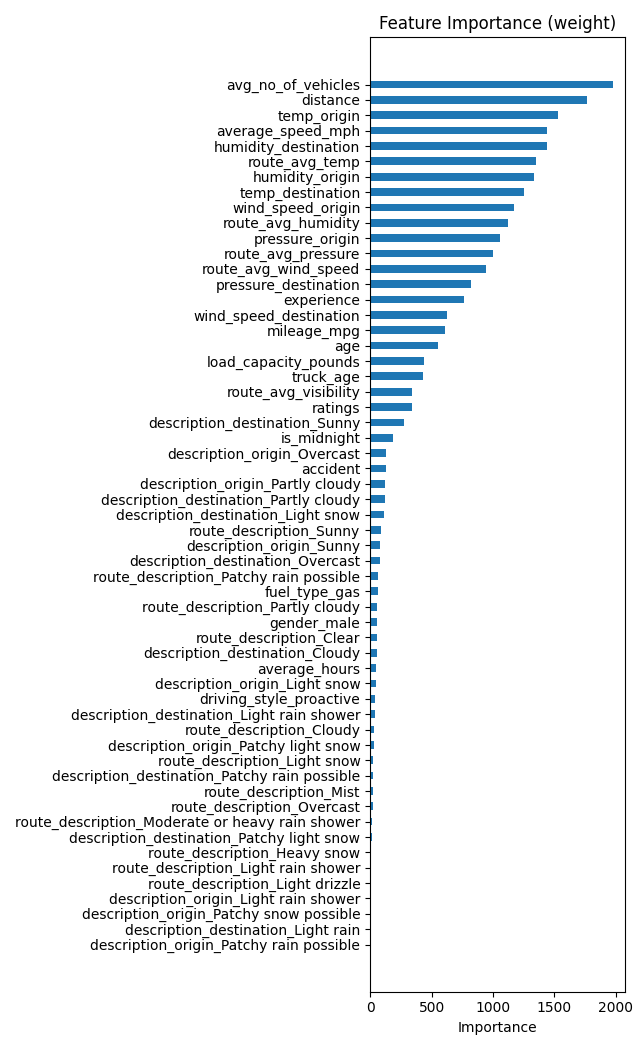 Feature Importance (weight)
avg_no_of_vehicles
distance
temp_origin
average_speed_mph
humidity_destination
route_avg_temp
humidity_origin
temp_destination
wind_speed_origin
route_avg_humidity
pressure_origin
route_avg_pressure
route_avg_wind_speed
pressure_destination
experience
wind_speed_destination
mileage_mpg
age
load_capacity_pounds
truck_age
route_avg_visibility
ratings
description_destination_Sunny
is_midnight
description_origin_Overcast
accident
description_origin_Partly cloudy
description_destination_Partly cloudy
description_destination_Light snow
route_description_Sunny
description_origin_Sunny
description_destination_Overcast
route_description_Patchy rain possible
fuel_type_gas
route_description_Partly cloudy
gender_male
route_description_Clear
description_destination_Cloudy
average_hours
description_origin_Light snow
driving_style_proactive
description_destination_Light rain shower
route_description_Cloudy
description_origin_Patchy light snow
route_description_Light snow
description_destination_Patchy rain possible
route_description_Mist
route_description_Overcast
route_description_Moderate or heavy rain shower
description_destination_Patchy light snow
route_description_Heavy snow
route_description_Light rain shower
route_description_Light drizzle
description_origin_Light rain shower
description_origin_Patchy snow possible
description_destination_Light rain
description_origin_Patchy rain possible
0 500 1000 1500 2000
Importance